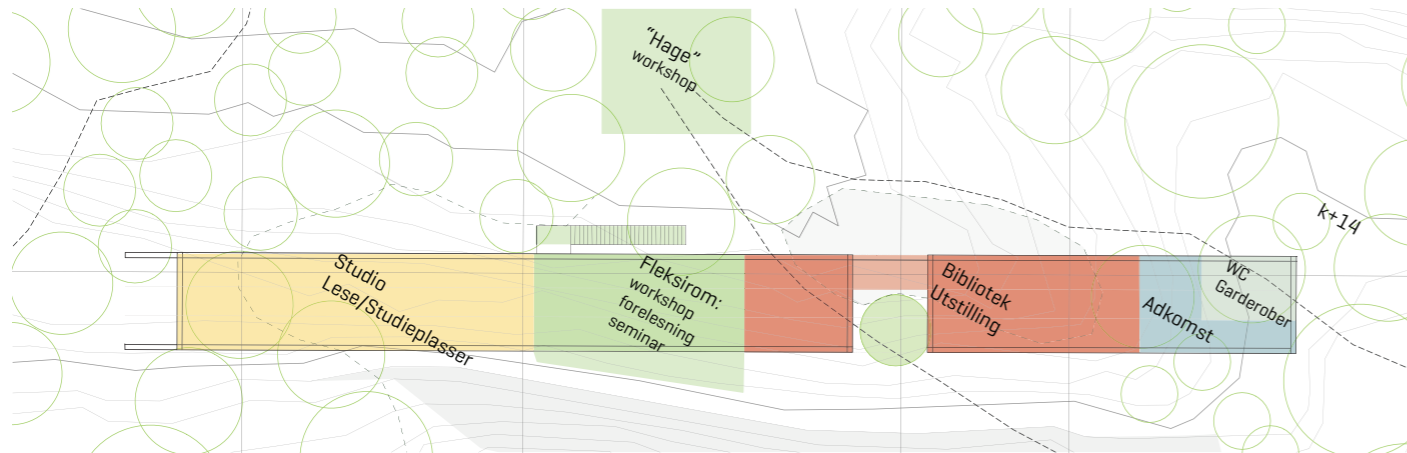 “Hage”
workshop
k+14
Studio
Lese/Studieplasser
Fleksirom:
workshop
forelesning
seminar
Bibliotek
Utstilling
Adkomst
WC
Garderober